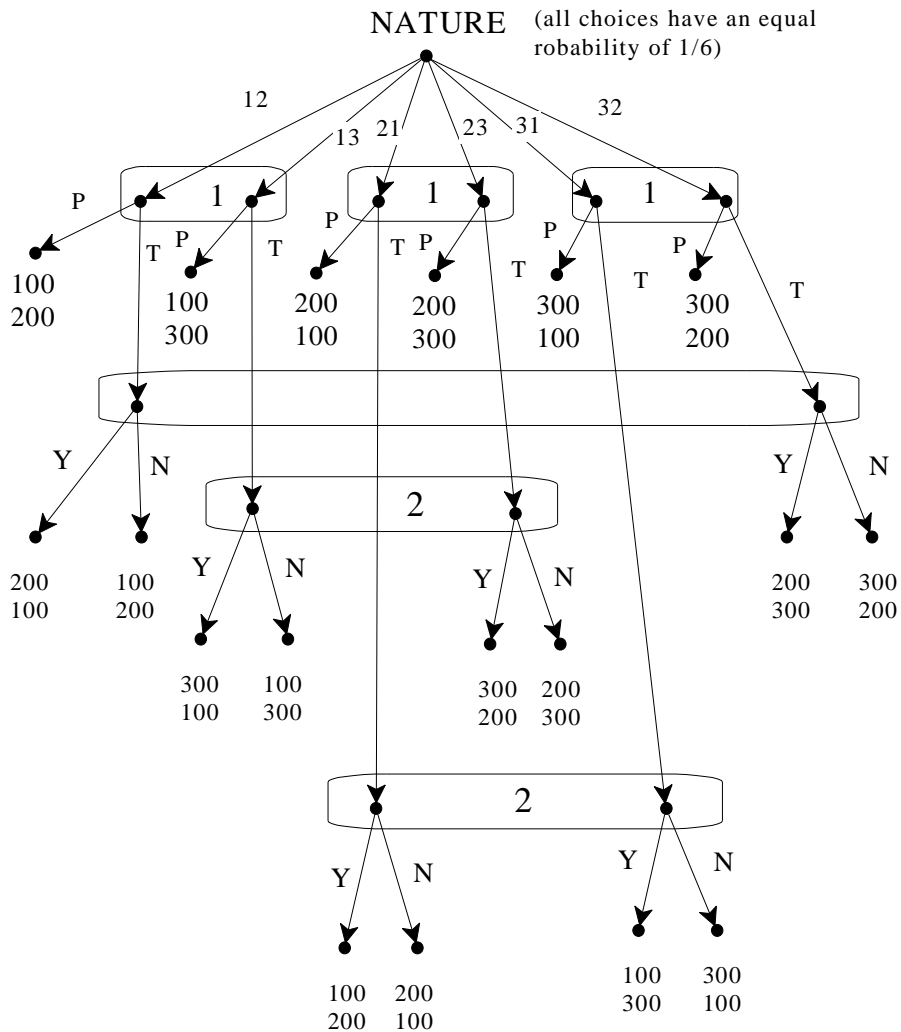 NATURE (all choices have an equal
robability of 1/6)
12 13 21 23 31 32
1 1 1
P T P T P T P T P T P T
100 100 200 200 300 300
200 300 100 300 100 200
Y N Y N
2
Y N Y N
200 100 200 300
100 200 300 200
300 100 300 200
100 300 200 300
2
Y N Y N
100 200 100 300
200 100 300 100